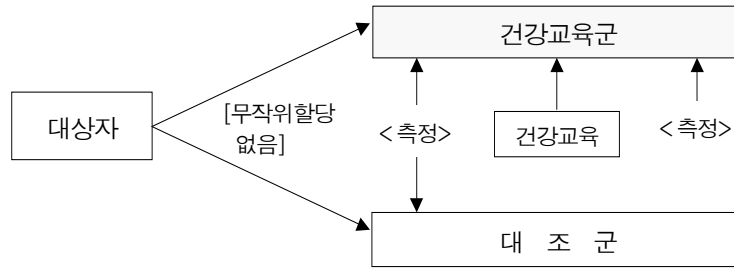 건강교육군
대상자
[무작위할당
없음]
<측정>
건강교육
<측정>
대 조 군